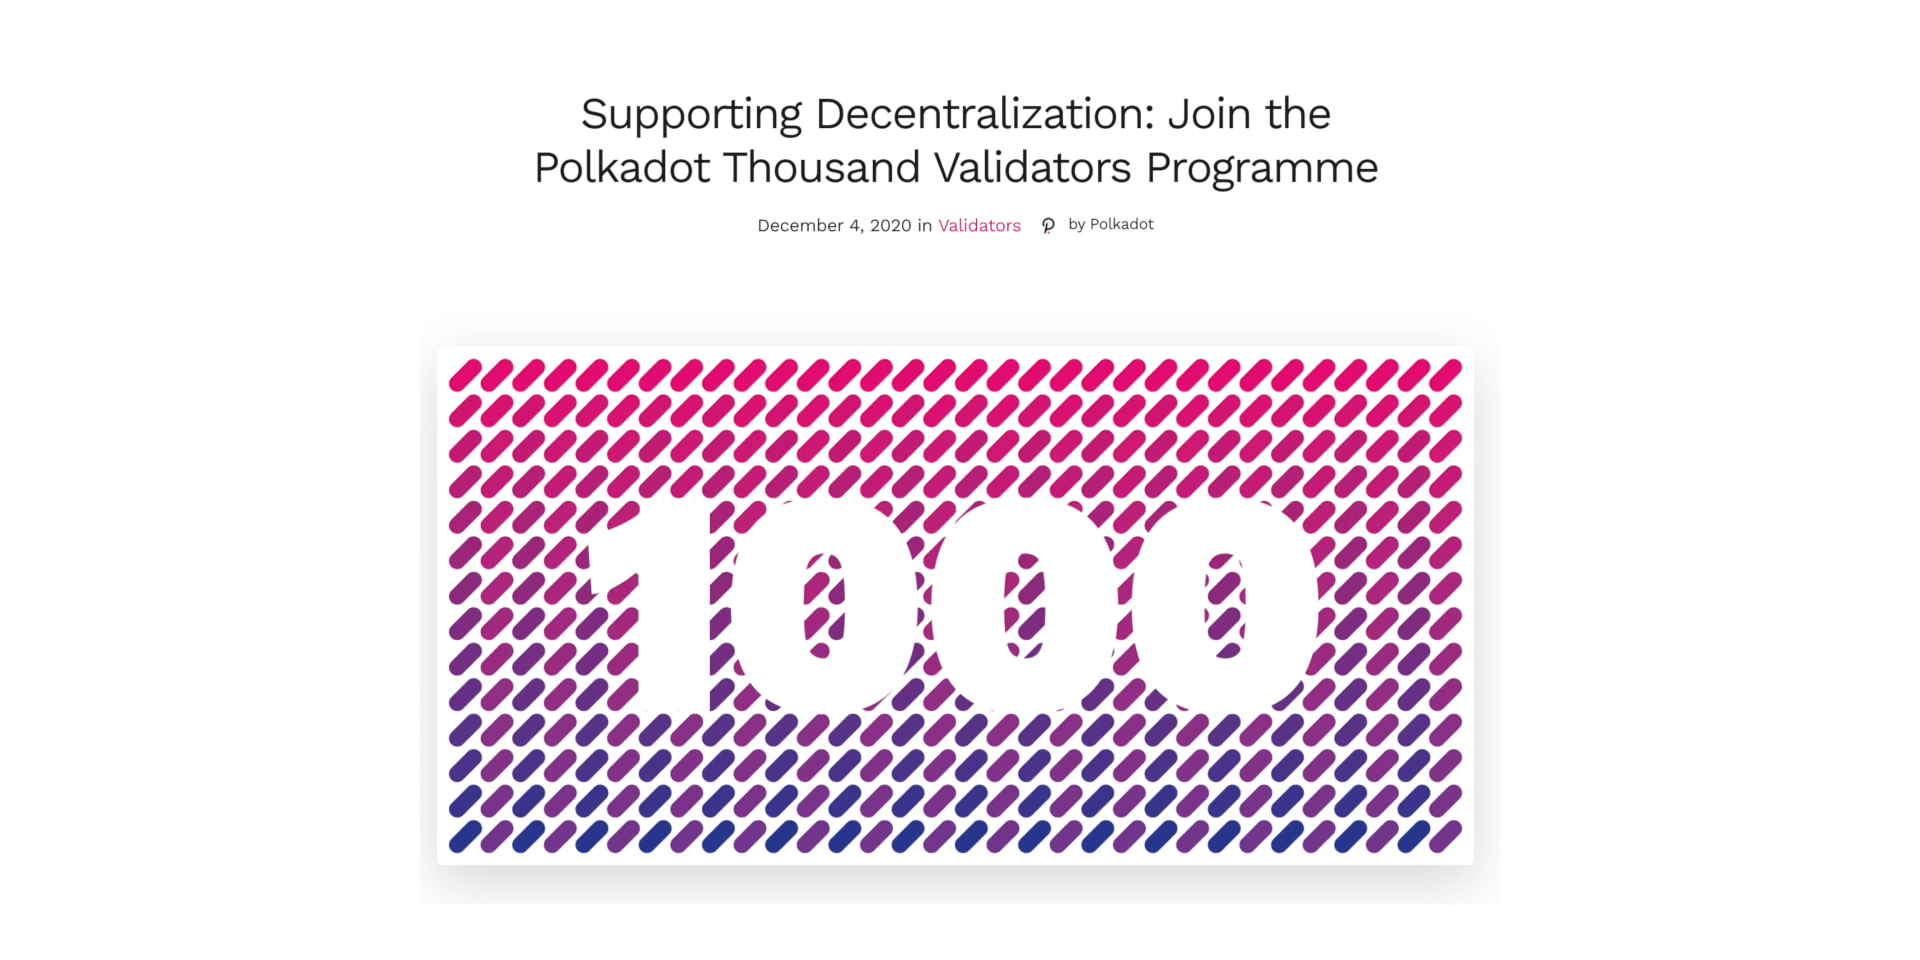 Supporting Decentralization: Join the
Polkadot Thousand Validators Programme
December 4, 2020 in Validators by Polkadot
1000